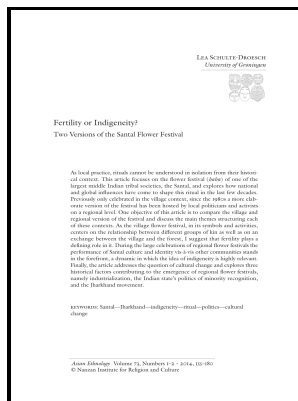 Lea Schulte-Droesch
University of Groningen
Fertility or Indigeneity?
Two Versions of the Santal Flower Festival
As local practice, rituals cannot be understood in isolation from their histori-
cal context. This article focuses on the flower festival (baha) of one of the
largest middle Indian tribal societies, the Santal, and explores how national
and global influences have come to shape this ritual in the last few decades.
Previously only celebrated in the village context, since the 1980s a more elab-
orate version of the festival has been hosted by local politicians and activists
on a regional level. One objective of this article is to compare the village and
regional version of the festival and discuss the main themes structuring each
of these contexts. As the village flower festival, in its symbols and activities,
centers on the relationship between different groups of kin as well as on an
exchange between the village and the forest, I suggest that fertility plays a
defining role in it. During the large celebrations of regional flower festivals the
performance of Santal culture and identity vis-à-vis other communities stands
in the forefront, a dynamic in which the idea of indigeneity is highly relevant.
Finally, the article addresses the question of cultural change and explores three
historical factors contributing to the emergence of regional flower festivals,
namely industrialization, the Indian state's politics of minority recognition,
and the Jharkhand movement.
keywords: Santal—Jharkhand—indigeneity—ritual—politics—cultural
change
Asian Ethnology Volume 73, Numbers 1–2 • 2014, 155–180
© Nanzan Institute for Religion and Culture